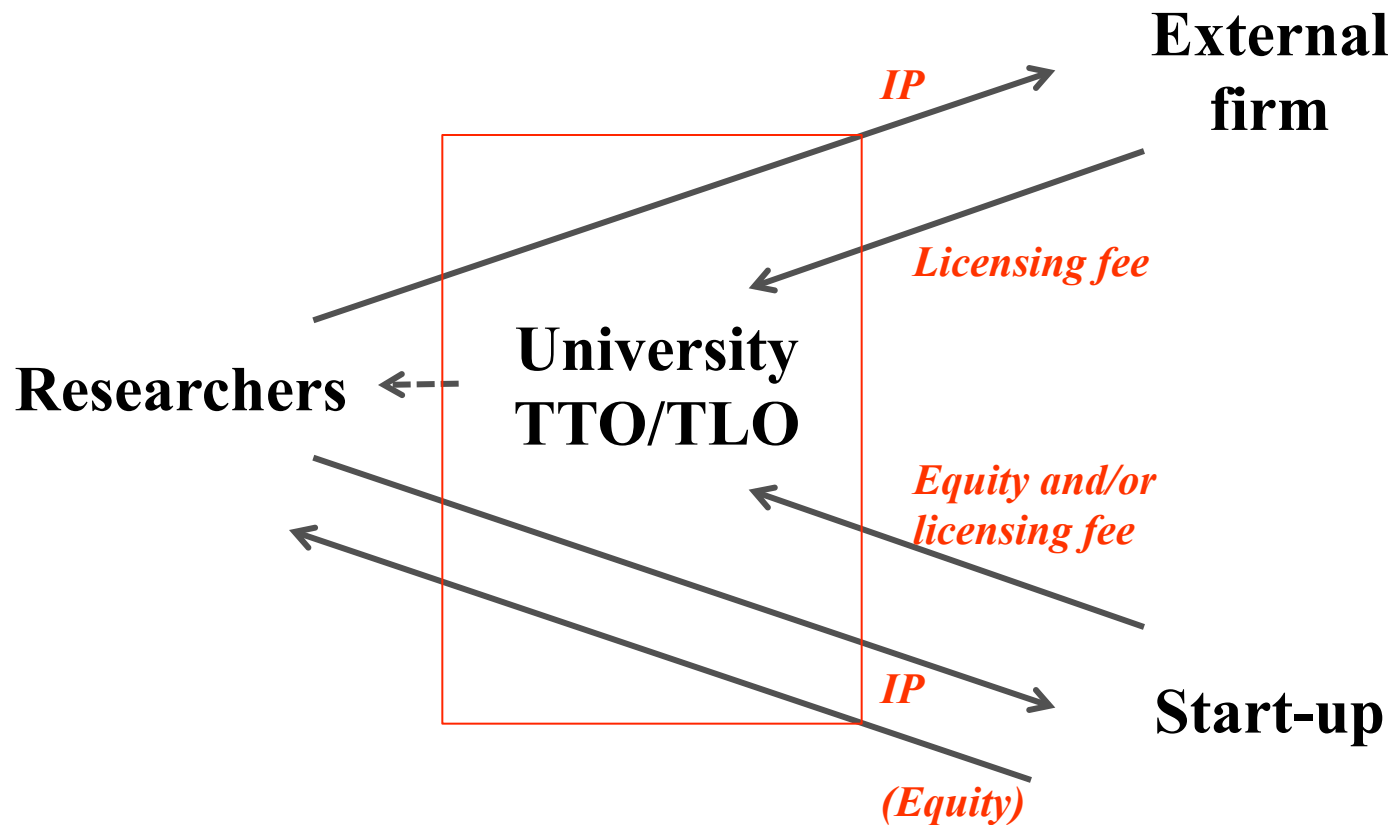 External
firm
IP
Licensing fee
University
TTO/TLO
Researchers
Equity and/or
licensing fee
IP
Start-up
(Equity)